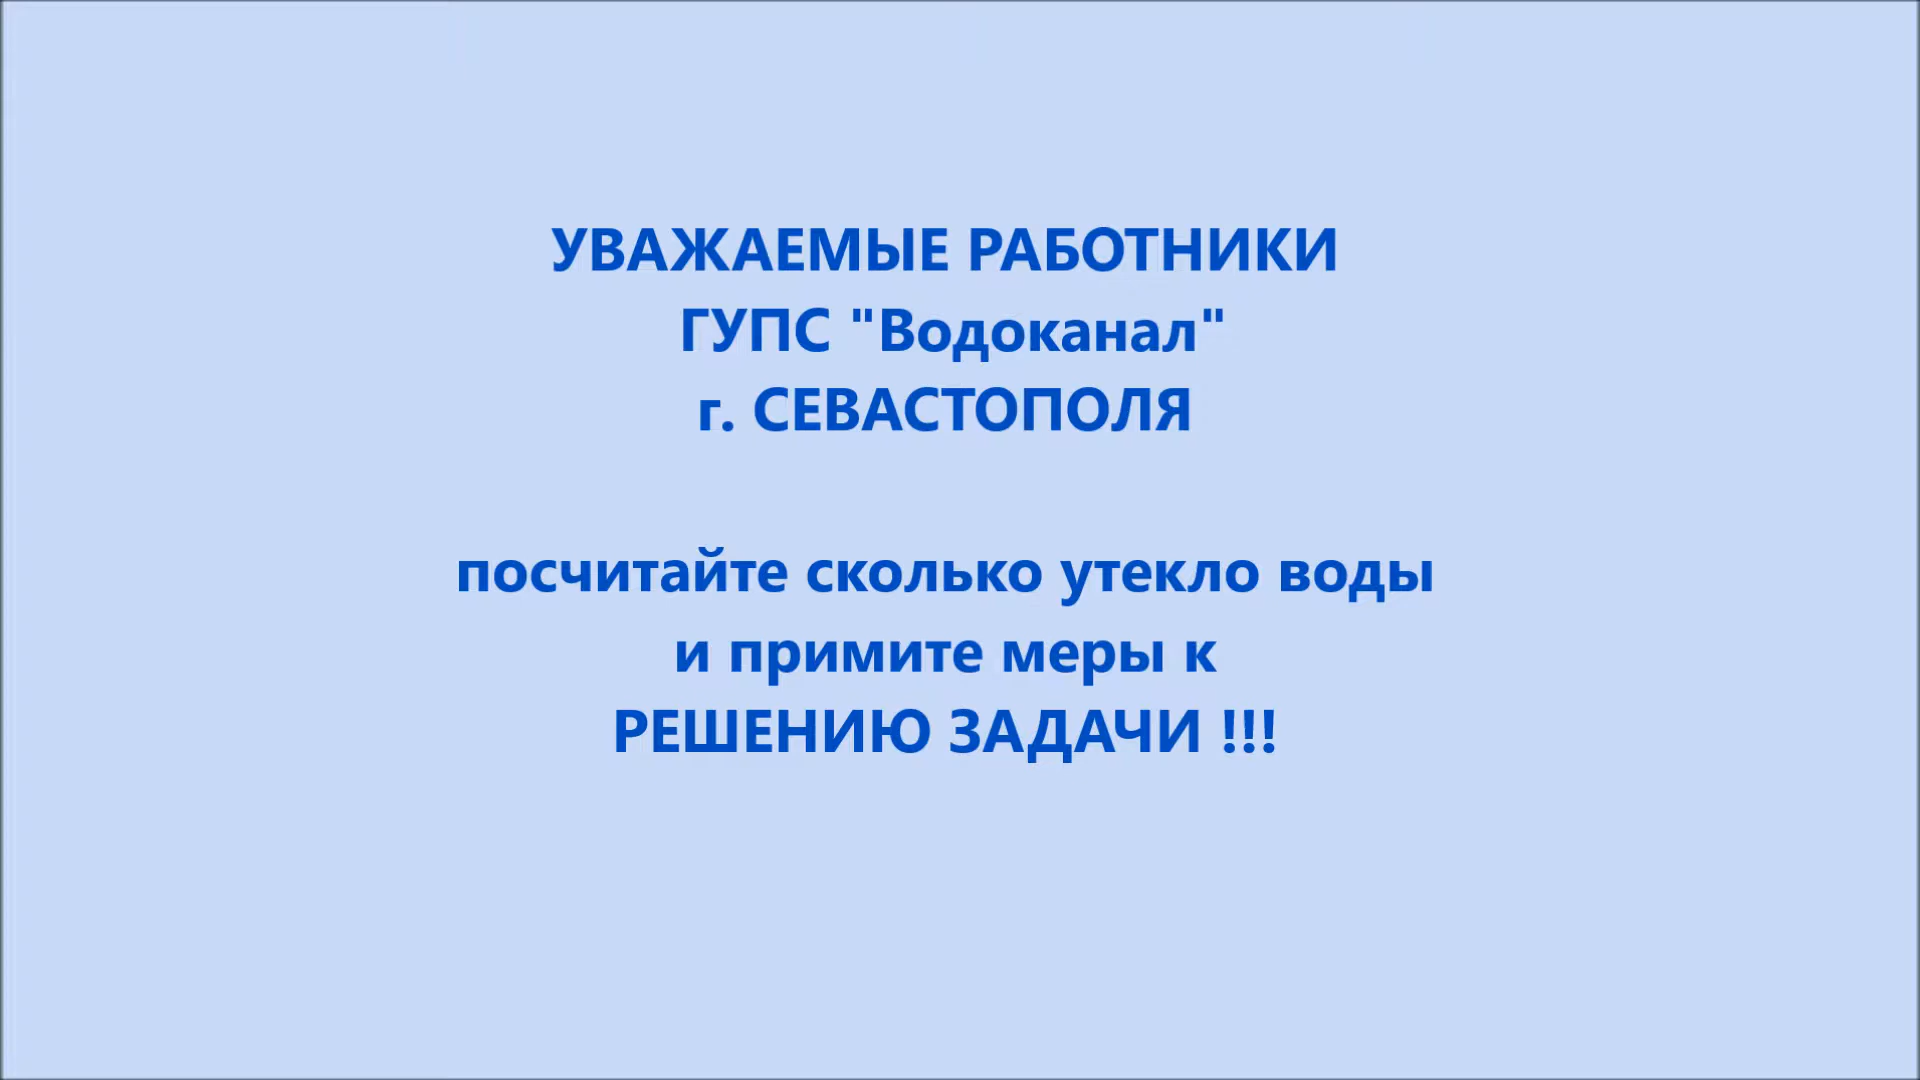 УВАЖАЕМЫЕ РАБОТНИКИ
ГУПС "Водоканал"
г. СЕВАСТОПОЛЯ
посчитайте сколько утекло воды
и примите меры к
РЕШЕНИЮ ЗАДАЧИ !!!